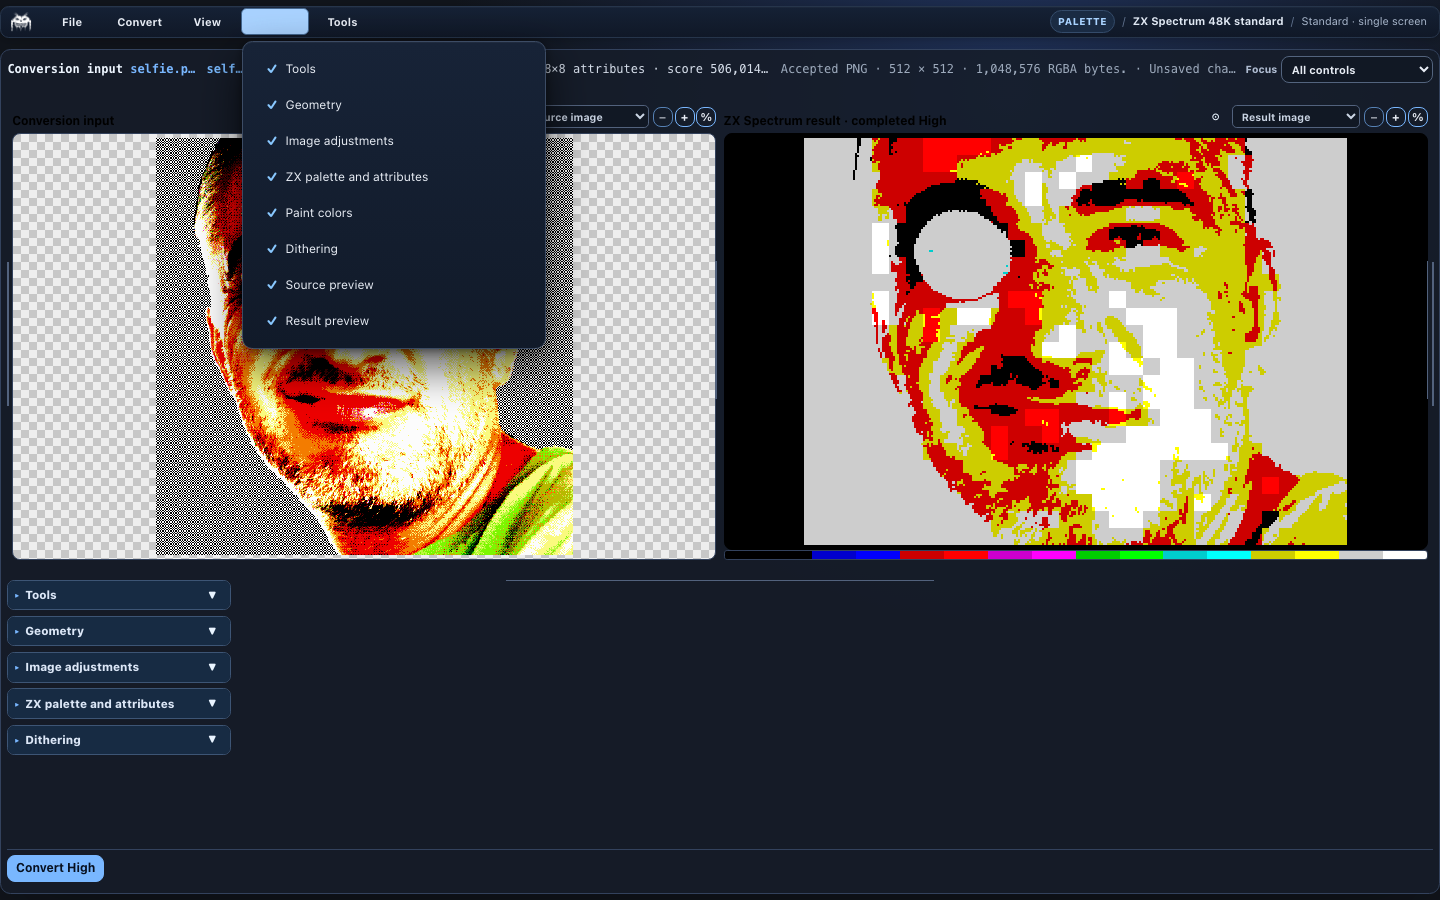 File Convert View Tools
PALETTE / ZX Spectrum 48K standard / Standard · single screen
Conversion input selfie.p… self… 8×8 attributes · score 506,014… Accepted PNG · 512 × 512 · 1,048,576 RGBA bytes. · Unsaved cha… Focus All controls
Tools
Geometry
Image adjustments
ZX palette and attributes
Paint colors
Dithering
Source preview
Result preview
Conversion input
urce image − + %
ZX Spectrum result · completed High
Result image − + %
Tools
Geometry
Image adjustments
ZX palette and attributes
Dithering
Convert High